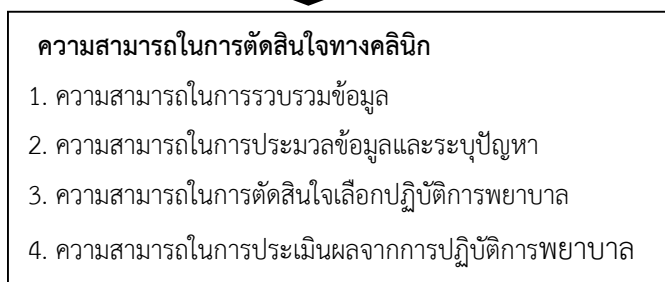 ความสามารถในการตัดสินใจทางคลินิก
1. ความสามารถในการรวบรวมข้อมูล
2. ความสามารถในการประมวลข้อมูลและระบุปัญหา
3. ความสามารถในการตัดสินใจเลือกปฏิบัติการพยาบาล
4. ความสามารถในการประเมินผลจากการปฏิบัติการพยาบาล